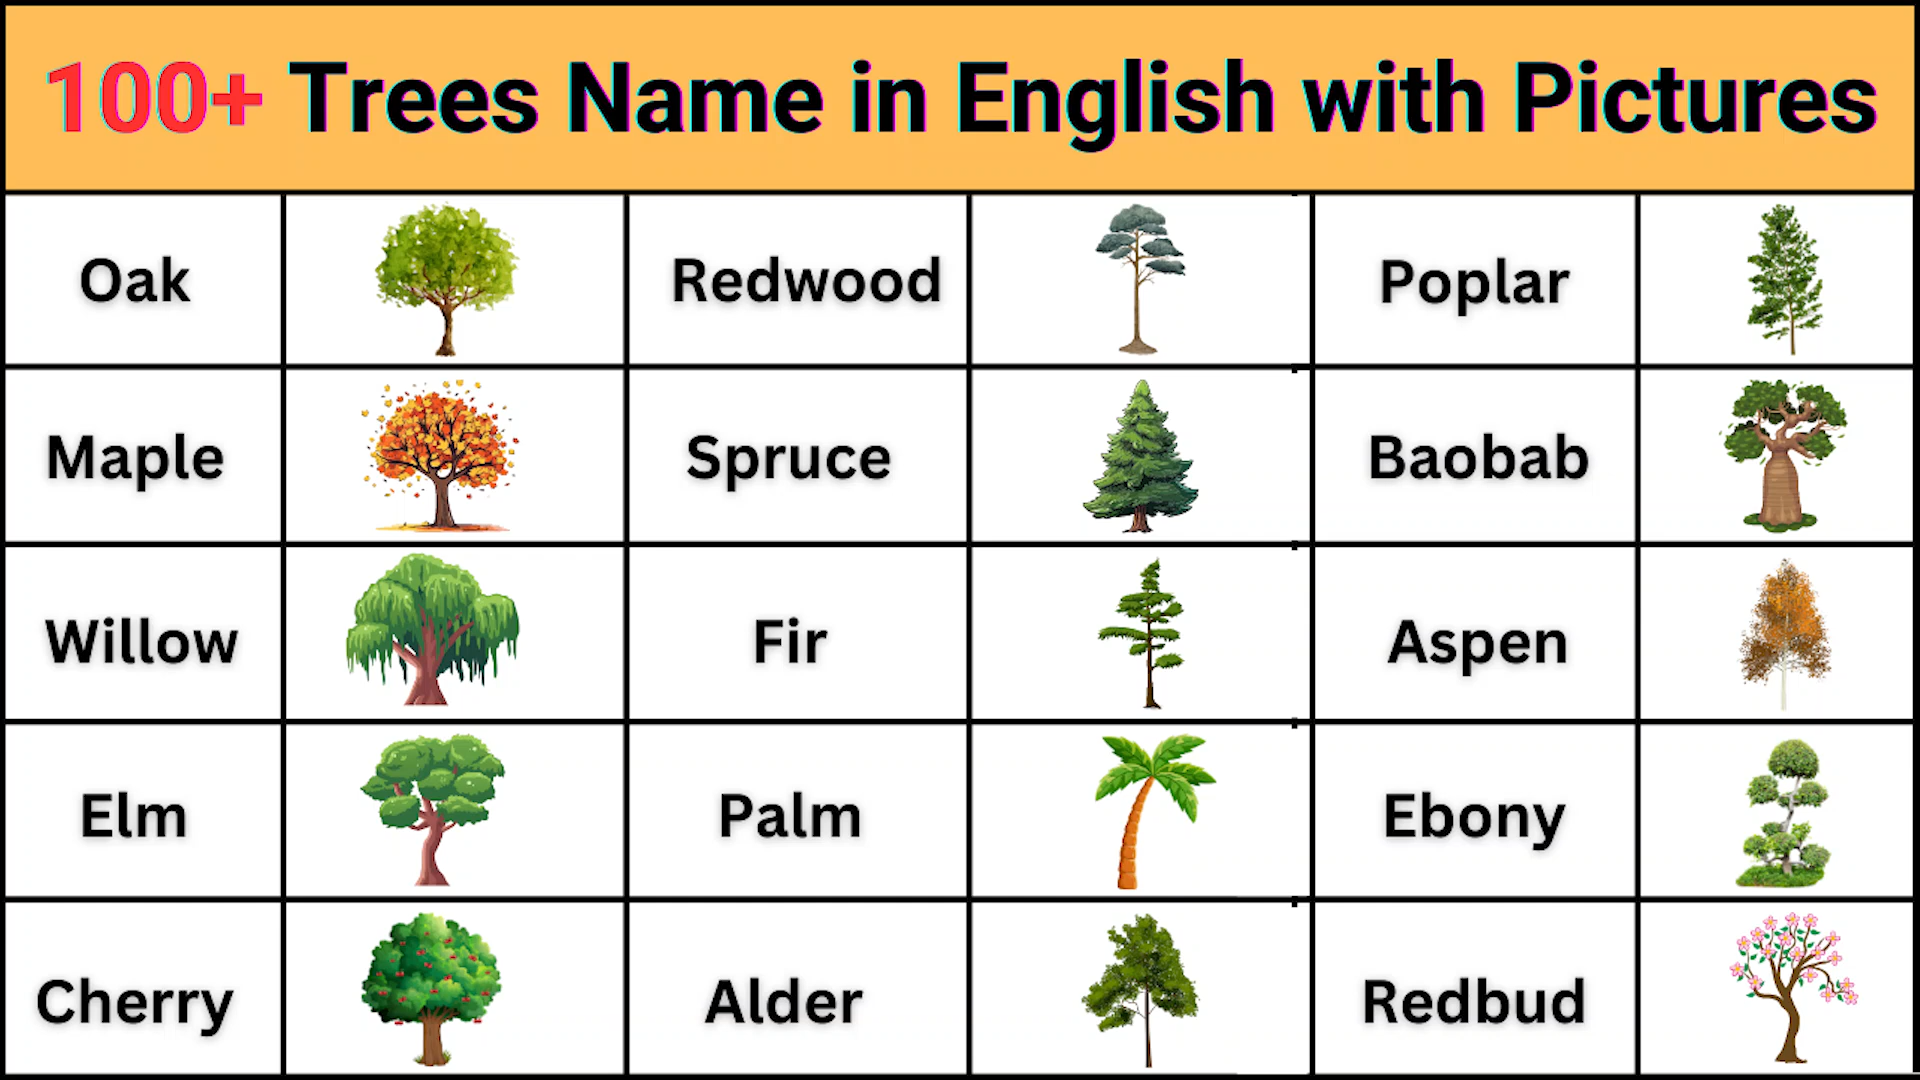 100+ Trees Name in English with Pictures
Oak
Redwood
Poplar
Maple
Spruce
Baobab
Willow
Fir
Aspen
Elm
Palm
Ebony
Cherry
Alder
Redbud